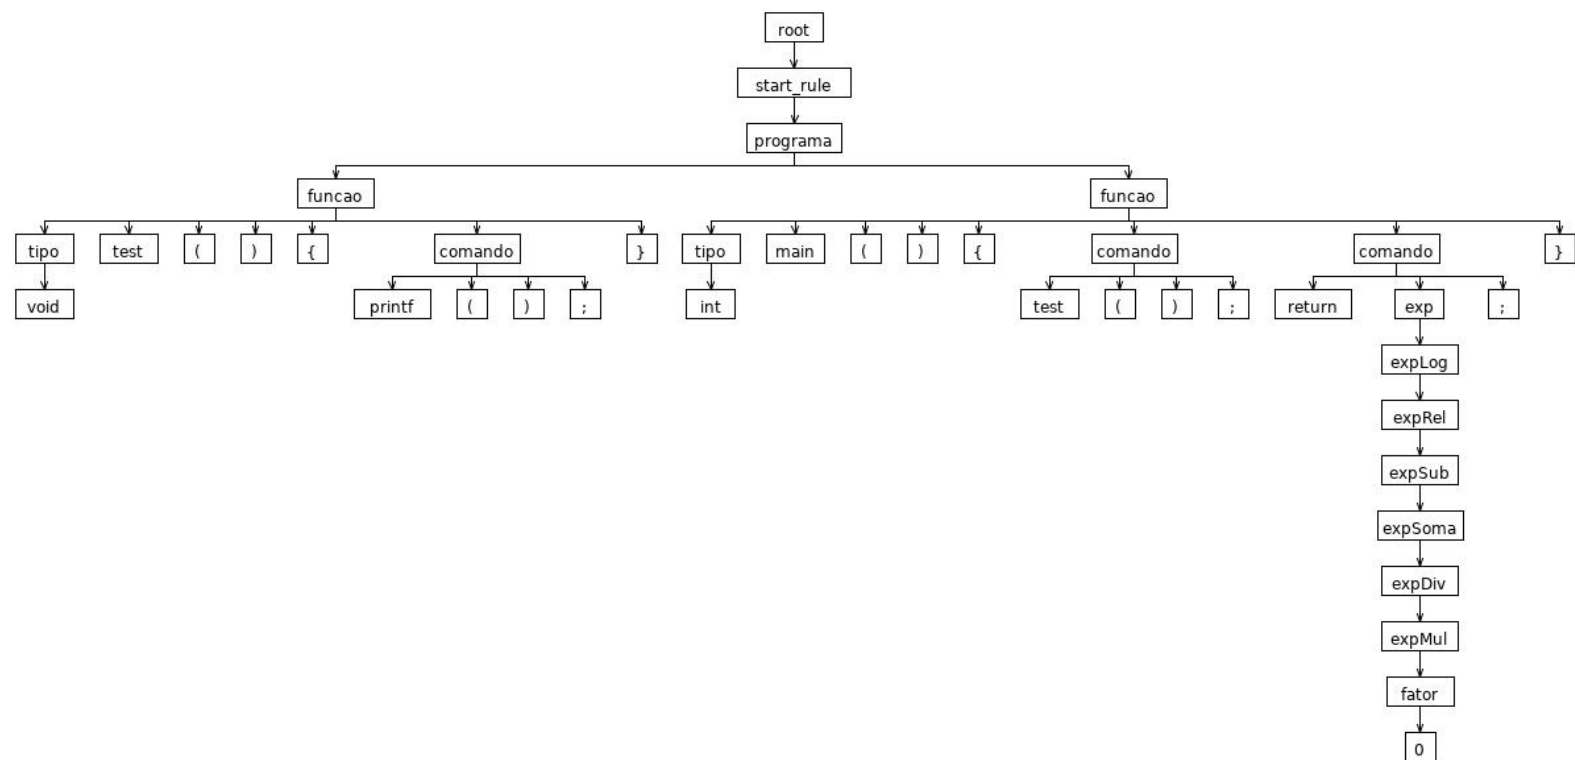 root
start_rule
programa
funcao funcao
tipo test ( ) { comando } tipo main ( ) { comando comando }
void printf ( ) ; int test ( ) ; return exp ;
expLog
expRel
expSub
expSoma
expDiv
expMul
fator
0